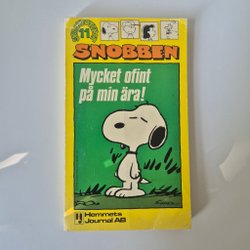 11
SNOBBEN
Mycket ofint
på min ära!
Hemmets
Journal AB